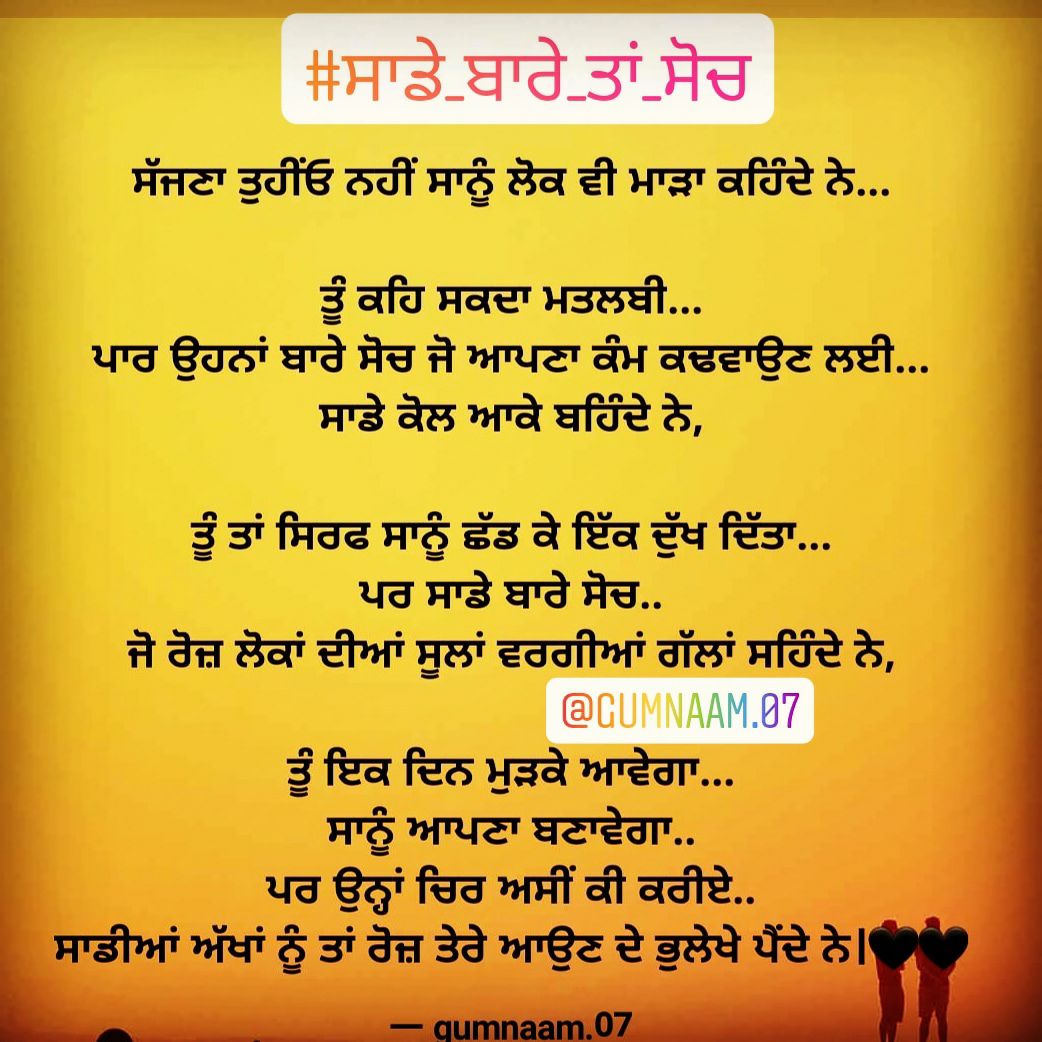 #ਸਾਡੇ_ਬਾਰੇ_ਤਾਂ_ਸੋਚ
ਸੱਜਣਾ ਤੁਹੀਂਓ ਨਹੀਂ ਸਾਨੂੰ ਲੋਕ ਵੀ ਮਾੜਾ ਕਹਿੰਦੇ ਨੇ...
ਤੂੰ ਕਹਿ ਸਕਦਾ ਮਤਲਬੀ...
ਪਾਰ ਉਹਨਾਂ ਬਾਰੇ ਸੋਚ ਜੋ ਆਪਣਾ ਕੰਮ ਕਢਵਾਉਣ ਲਈ...
ਸਾਡੇ ਕੋਲ ਆਕੇ ਬਹਿੰਦੇ ਨੇ,
ਤੂੰ ਤਾਂ ਸਿਰਫ ਸਾਨੂੰ ਛੱਡ ਕੇ ਇੱਕ ਦੁੱਖ ਦਿੱਤਾ...
ਪਰ ਸਾਡੇ ਬਾਰੇ ਸੋਚ..
ਜੋ ਰੋਜ਼ ਲੋਕਾਂ ਦੀਆਂ ਸੂਲਾਂ ਵਰਗੀਆਂ ਗੱਲਾਂ ਸਹਿੰਦੇ ਨੇ,
@GUMNAAM.07
ਤੂੰ ਇਕ ਦਿਨ ਮੁੜਕੇ ਆਵੇਗਾ...
ਸਾਨੂੰ ਆਪਣਾ ਬਣਾਵੇਗਾ..
ਪਰ ਉਨ੍ਹਾਂ ਚਿਰ ਅਸੀਂ ਕੀ ਕਰੀਏ..
ਸਾਡੀਆਂ ਅੱਖਾਂ ਨੂੰ ਤਾਂ ਰੋਜ਼ ਤੇਰੇ ਆਉਣ ਦੇ ਭੁਲੇਖੇ ਪੈਂਦੇ ਨੇ|🖤🖤
— gumnaam.07